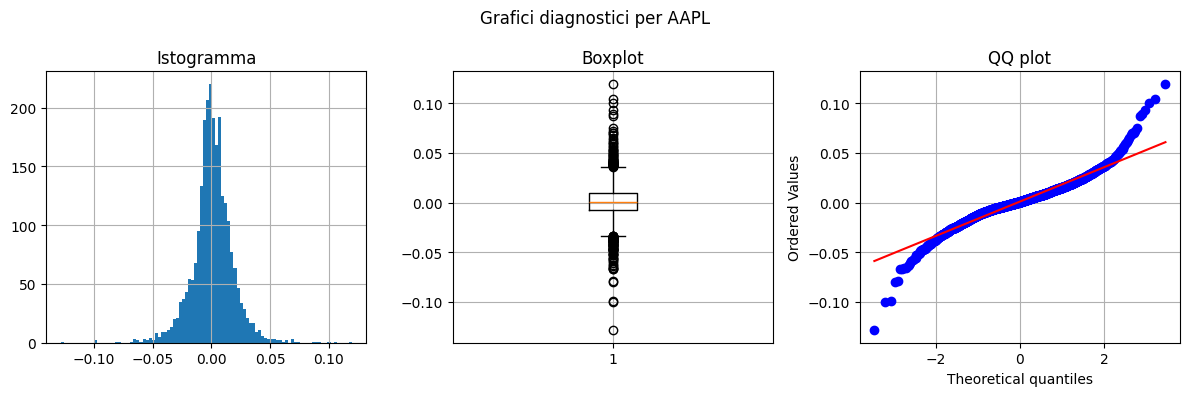 Grafici diagnostici per AAPL
Istogramma
200
150
100
50
0
−0.10 −0.05 0.00 0.05 0.10
Boxplot
0.10
0.05
0.00
−0.05
−0.10
1
QQ plot
Ordered Values
0.10
0.05
0.00
−0.05
−0.10
−2 0 2
Theoretical quantiles